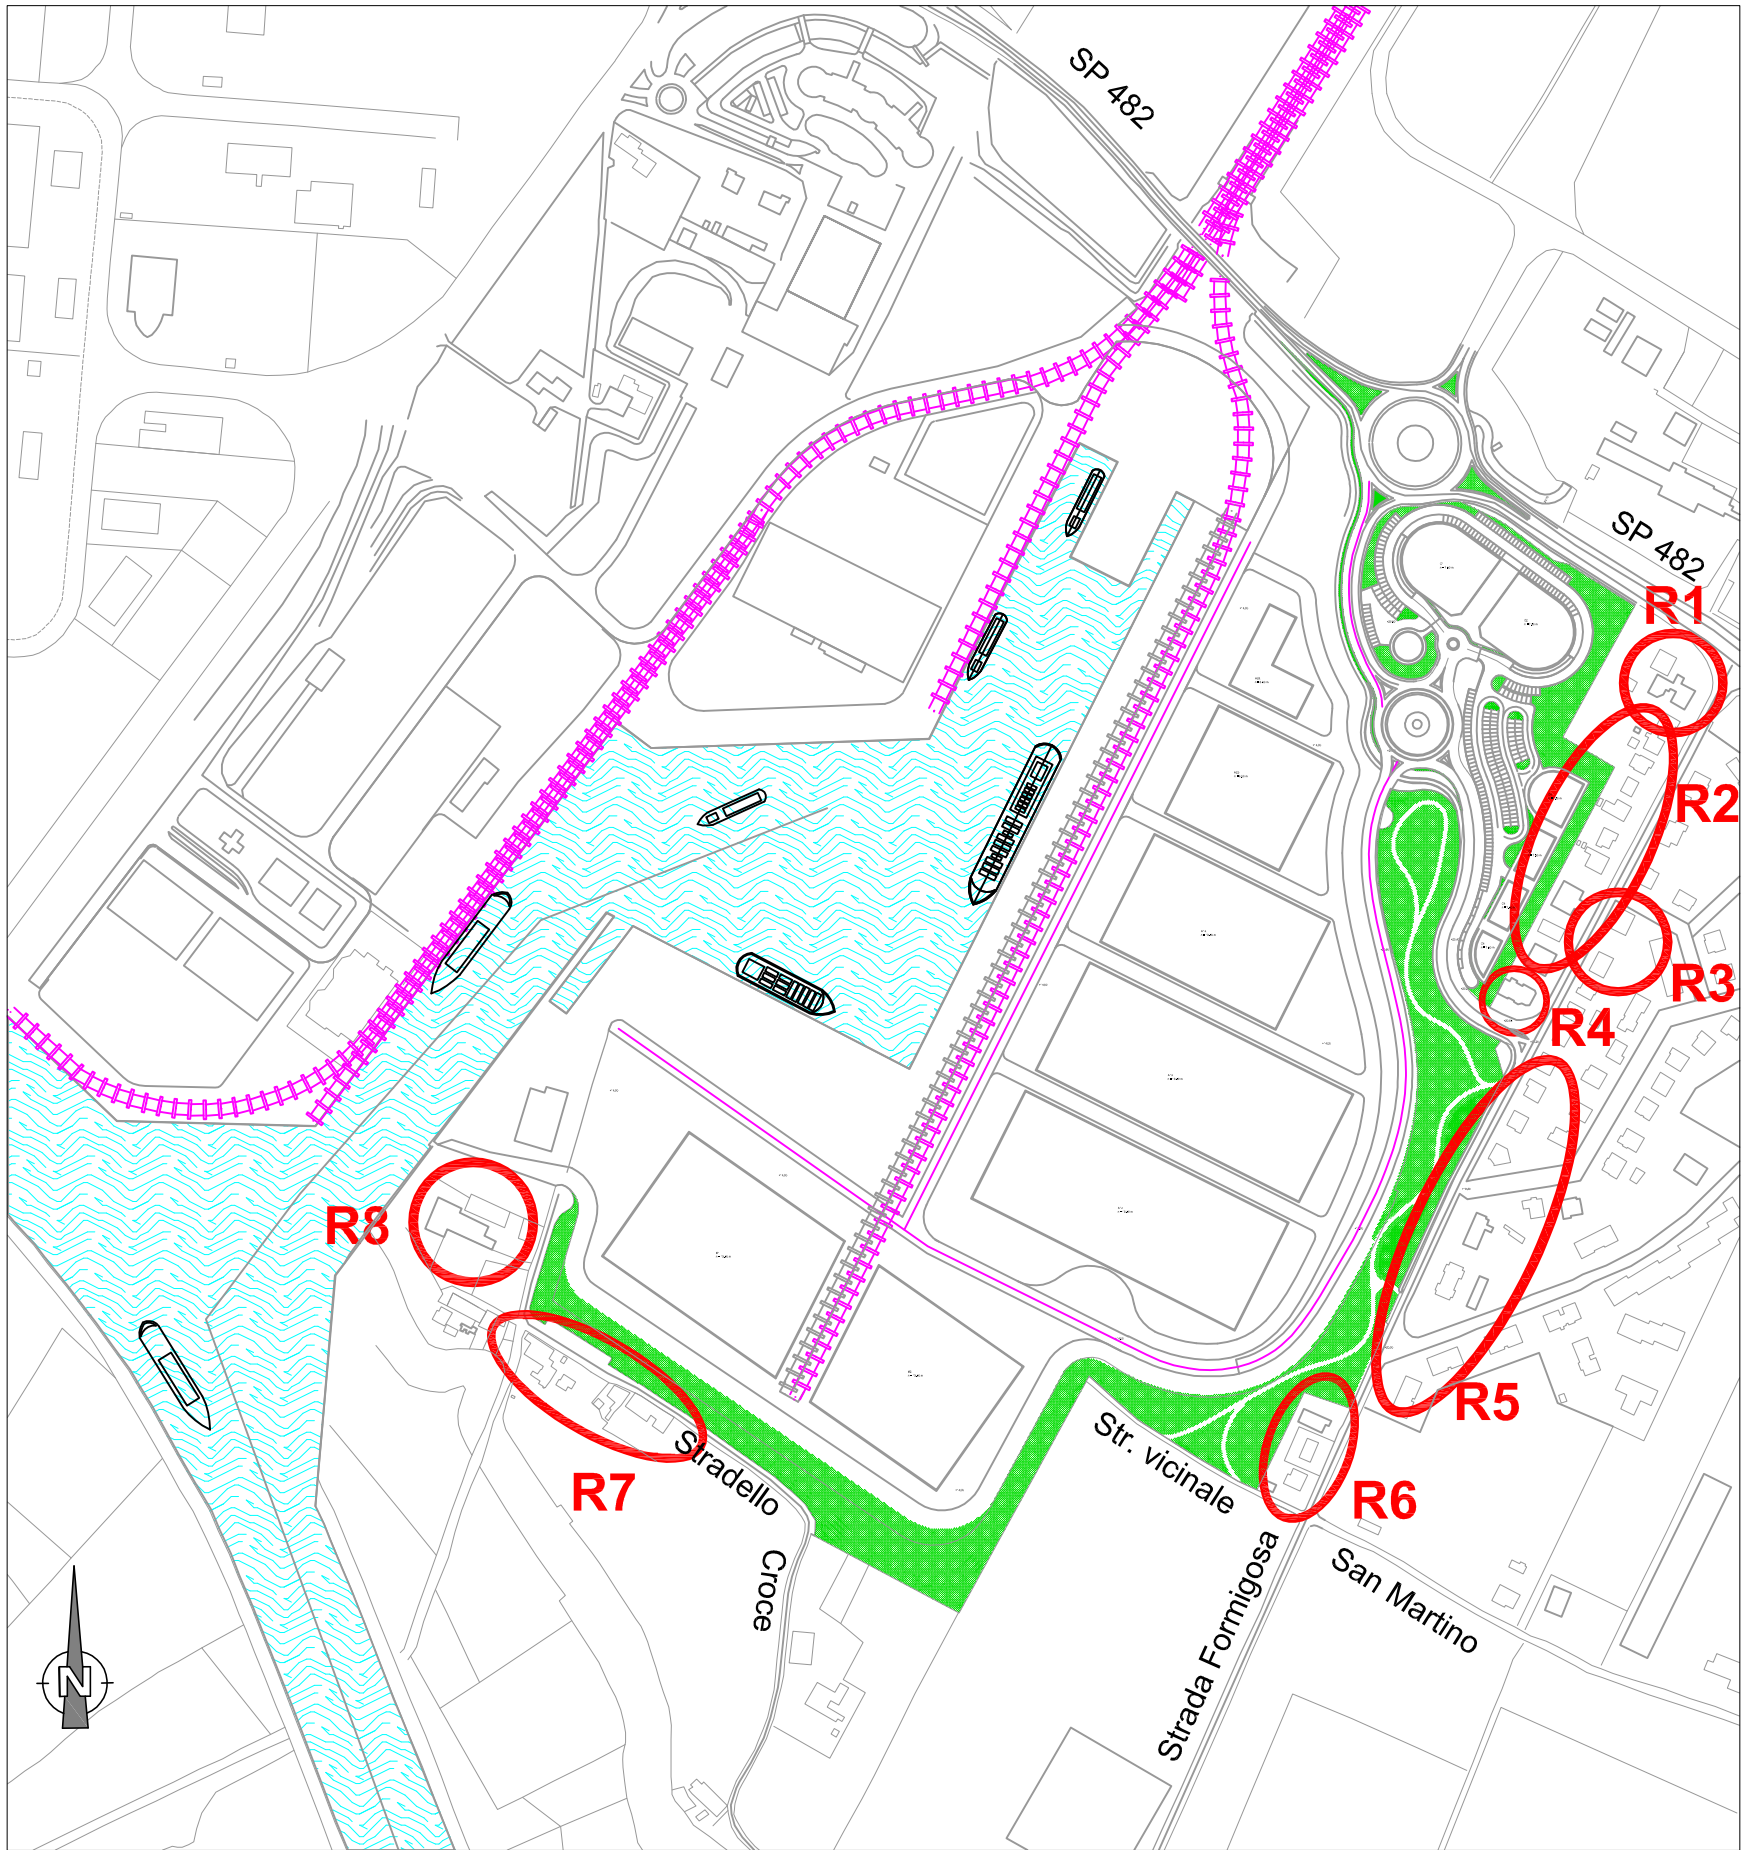 SP 482
SP 482
R1
R2
R3
R4
R8
R5
Str. vicinale
Stradello
R7
R6
Croce
Strada Formigosa
San Martino
N